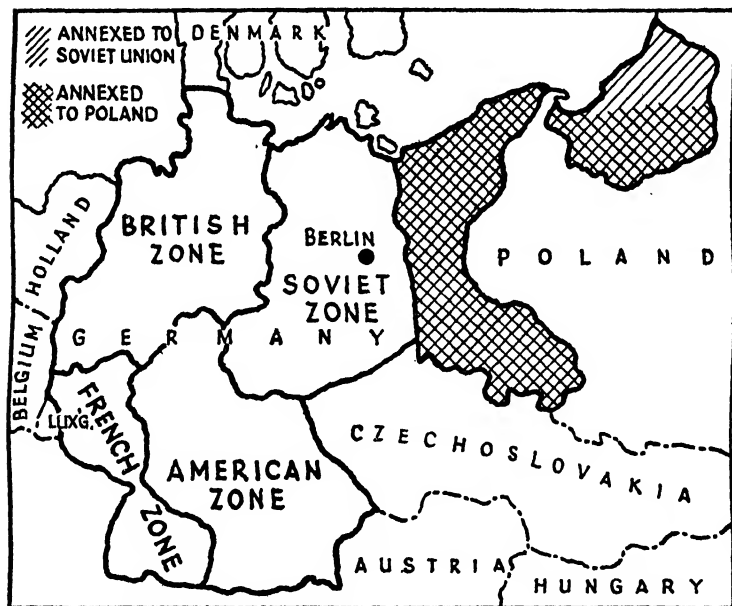 ANNEXED TO
SOVIET UNION
ANNEXED
TO POLAND
DENMARK
BRITISH
ZONE
BERLIN
SOVIET
ZONE
POLAND
HOLLAND
BELGIUM
GERMANY
LUXG.
FRENCH
ZONE
AMERICAN
ZONE
CZECHOSLOVAKIA
AUSTRIA
HUNGARY